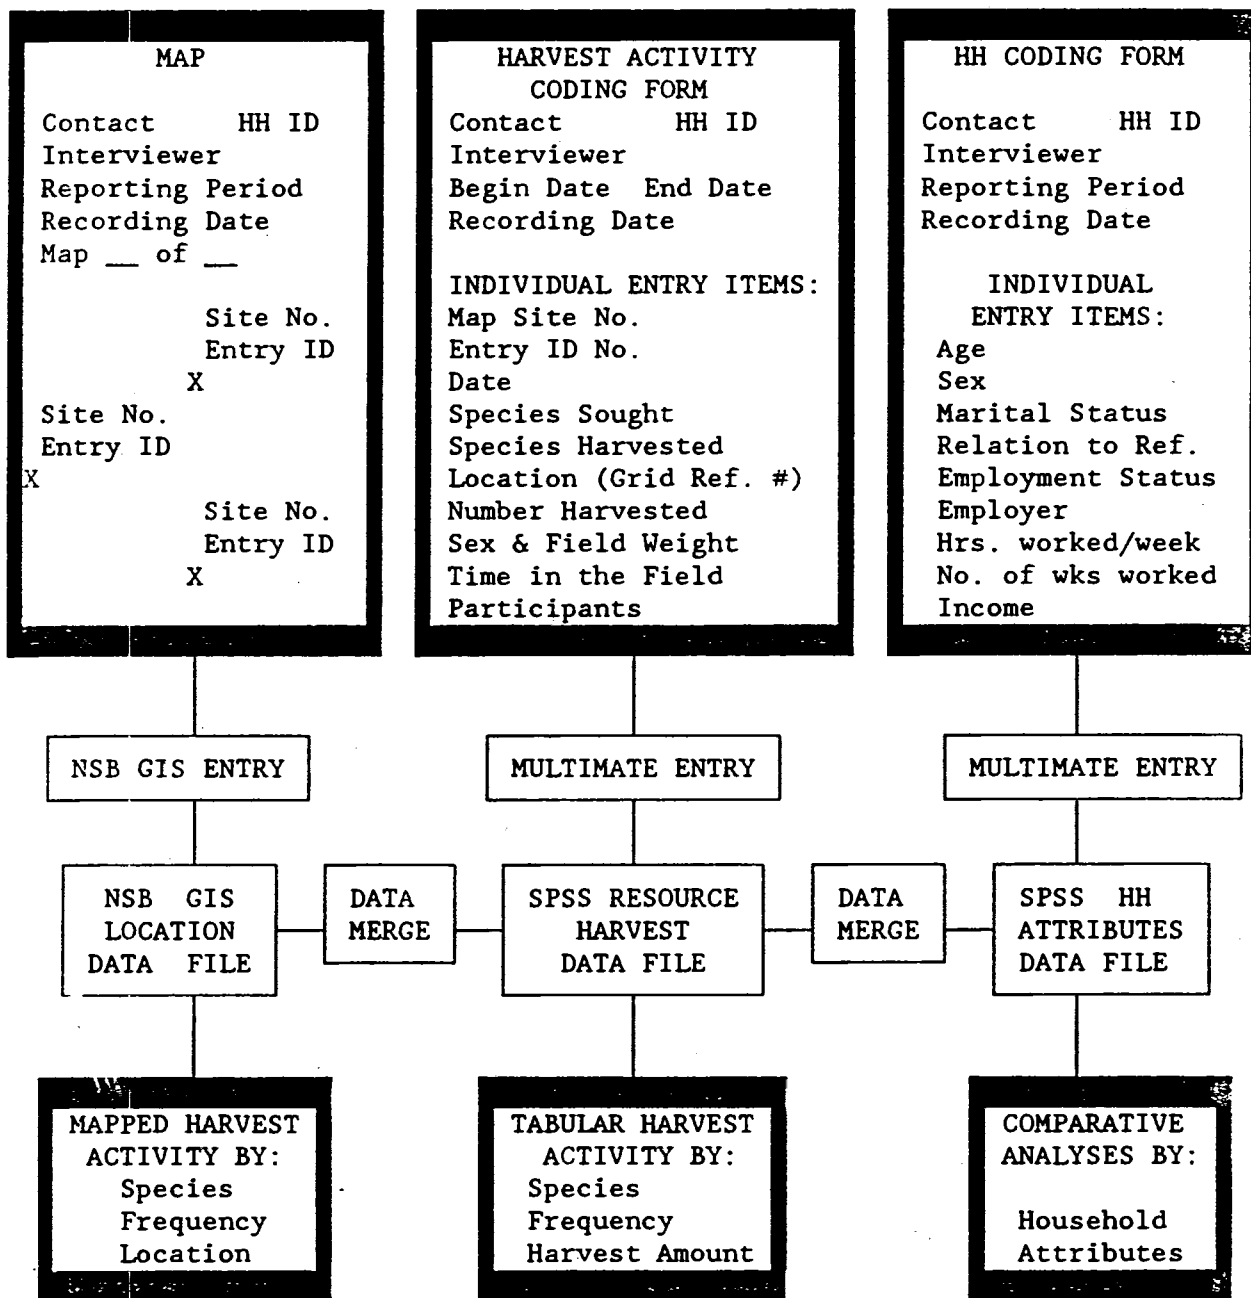 MAP
Contact HH ID
Interviewer
Reporting Period
Recording Date
Map __ of __
Site No.
Entry ID
X
Site No.
Entry ID
X
Site No.
Entry ID
X
HARVEST ACTIVITY
CODING FORM
Contact HH ID
Interviewer
Begin Date End Date
Recording Date
INDIVIDUAL ENTRY ITEMS:
Map Site No.
Entry ID No.
Date
Species Sought
Species Harvested
Location (Grid Ref. #)
Number Harvested
Sex & Field Weight
Time in the Field
Participants
HH CODING FORM
Contact HH ID
Interviewer
Reporting Period
Recording Date
INDIVIDUAL
ENTRY ITEMS:
Age
Sex
Marital Status
Relation to Ref.
Employment Status
Employer
Hrs. worked/week
No. of wks worked
Income
NSB GIS ENTRY
MULTIMATE ENTRY
MULTIMATE ENTRY
NSB GIS
LOCATION
DATA FILE
DATA
MERGE
SPSS RESOURCE
HARVEST
DATA FILE
DATA
MERGE
SPSS HH
ATTRIBUTES
DATA FILE
MAPPED HARVEST
ACTIVITY BY:
Species
Frequency
Location
TABULAR HARVEST
ACTIVITY BY:
Species
Frequency
Harvest Amount
COMPARATIVE
ANALYSES BY:
Household
Attributes